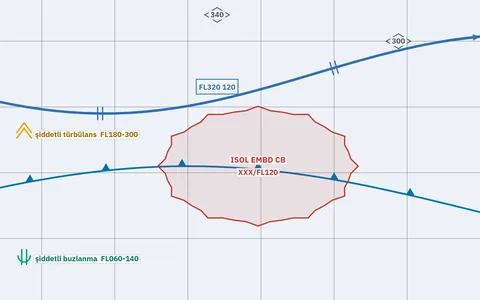 340
300
FL320 120
şiddetli türbülans FL180-300
ISOL EMBD CB
XXX/FL120
şiddetli buzlanma FL060-140